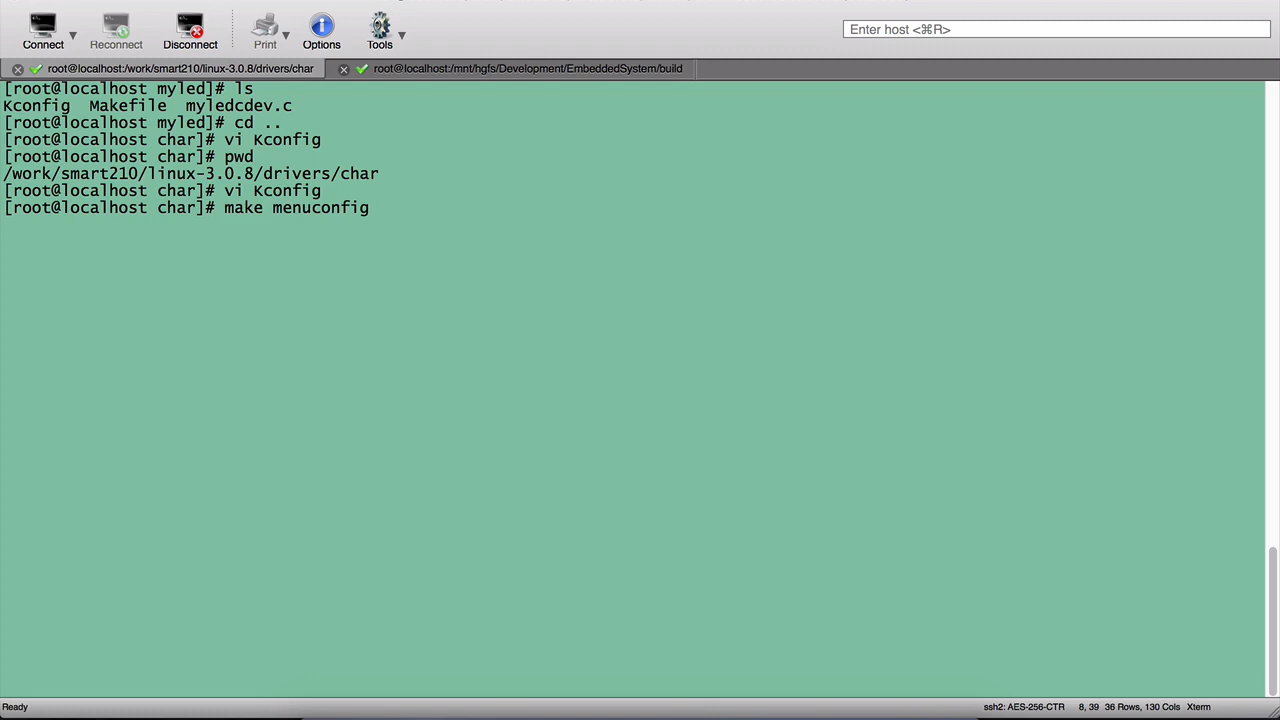 Connect
Reconnect
Disconnect
Print
Options
Tools
Enter host <⌘R>
root@localhost:/work/smart210/linux-3.0.8/drivers/char
root@localhost:/mnt/hgfs/Development/EmbeddedSystem/build
[root@localhost myled]# ls
Kconfig  Makefile  myledcdev.c
[root@localhost myled]# cd ..
[root@localhost char]# vi Kconfig
[root@localhost char]# pwd
/work/smart210/linux-3.0.8/drivers/char
[root@localhost char]# vi Kconfig
[root@localhost char]# make menuconfig
Ready
ssh2: AES-256-CTR
8, 39
36 Rows, 130 Cols
Xterm